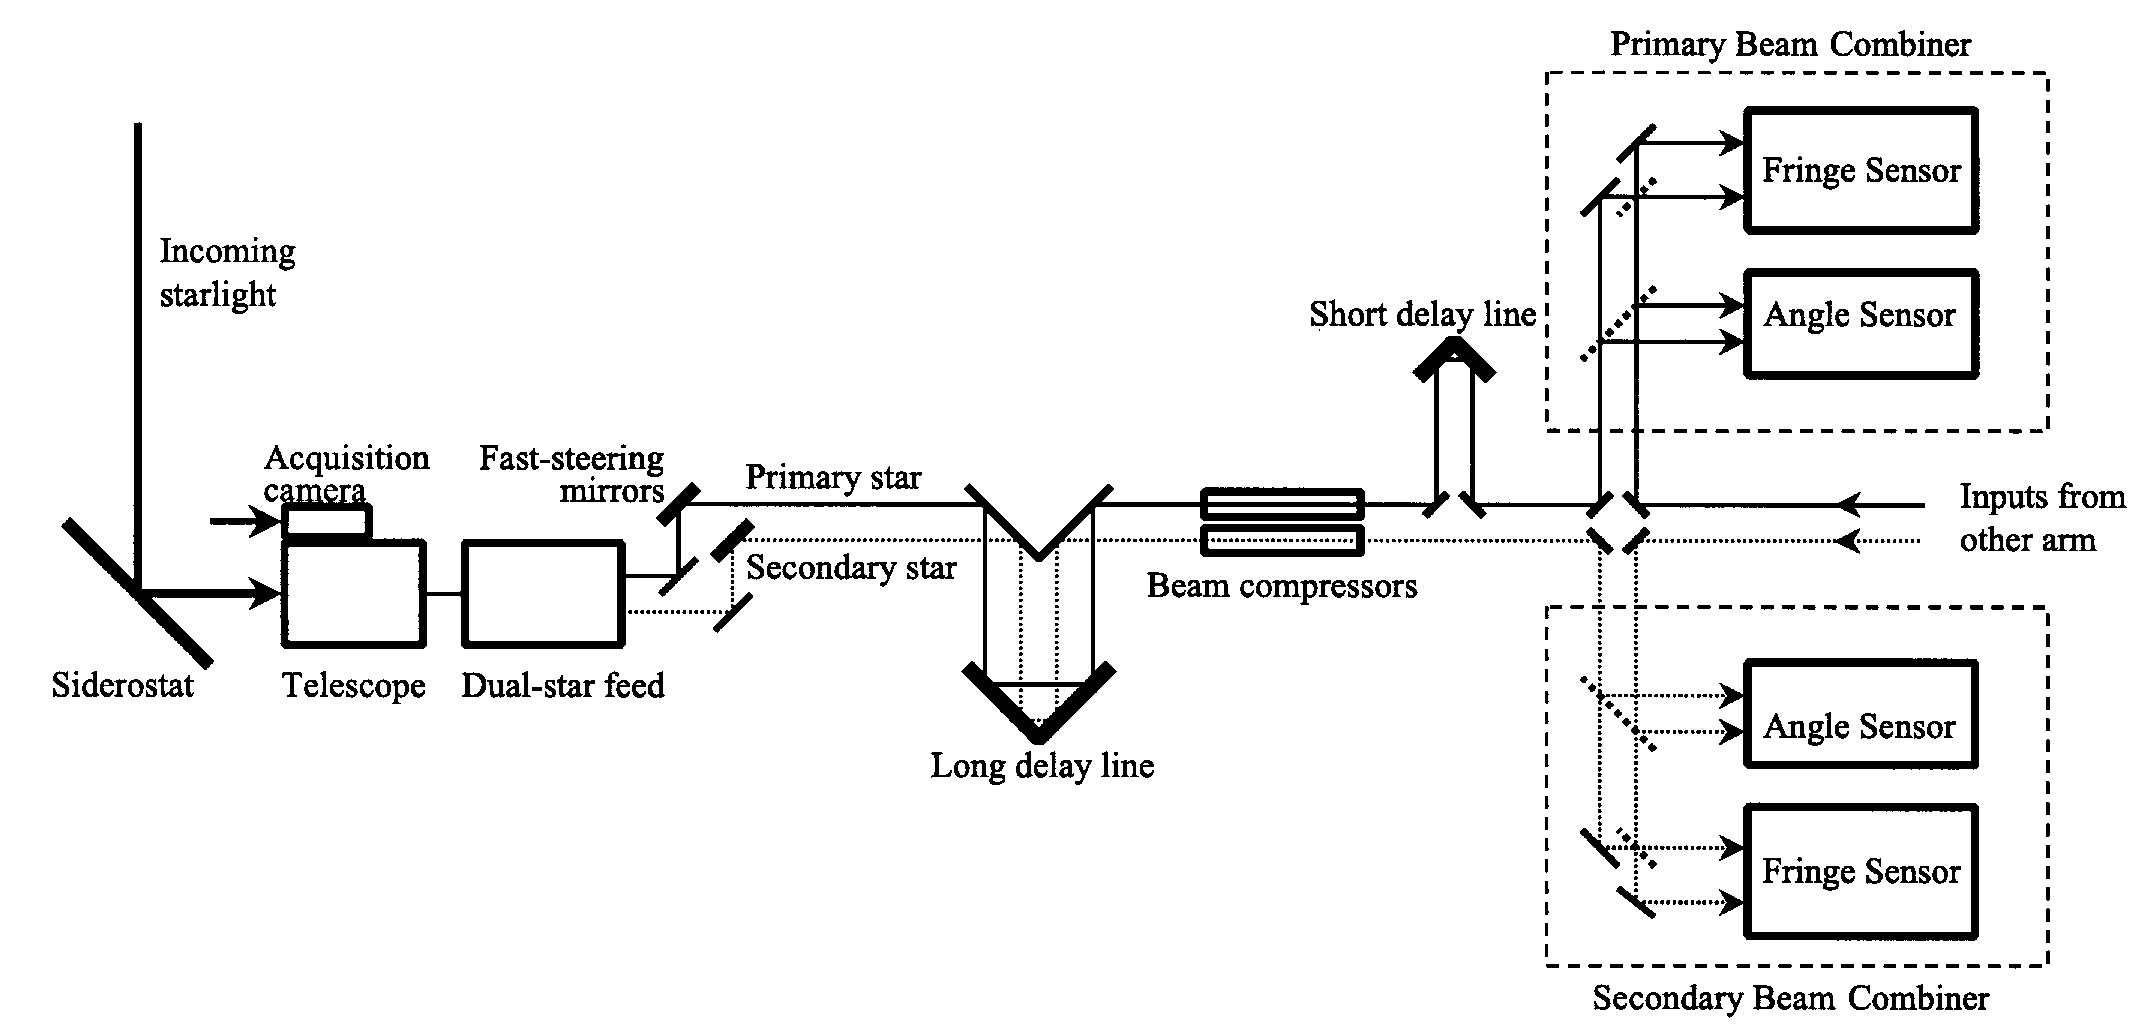 Primary Beam Combiner
Fringe Sensor
Incoming
starlight
Short delay line
Angle Sensor
Acquisition
camera
Fast-steering
mirrors
Primary star
Inputs from
other arm
Secondary star
Beam compressors
Siderostat
Telescope
Dual-star feed
Long delay line
Angle Sensor
Fringe Sensor
Secondary Beam Combiner